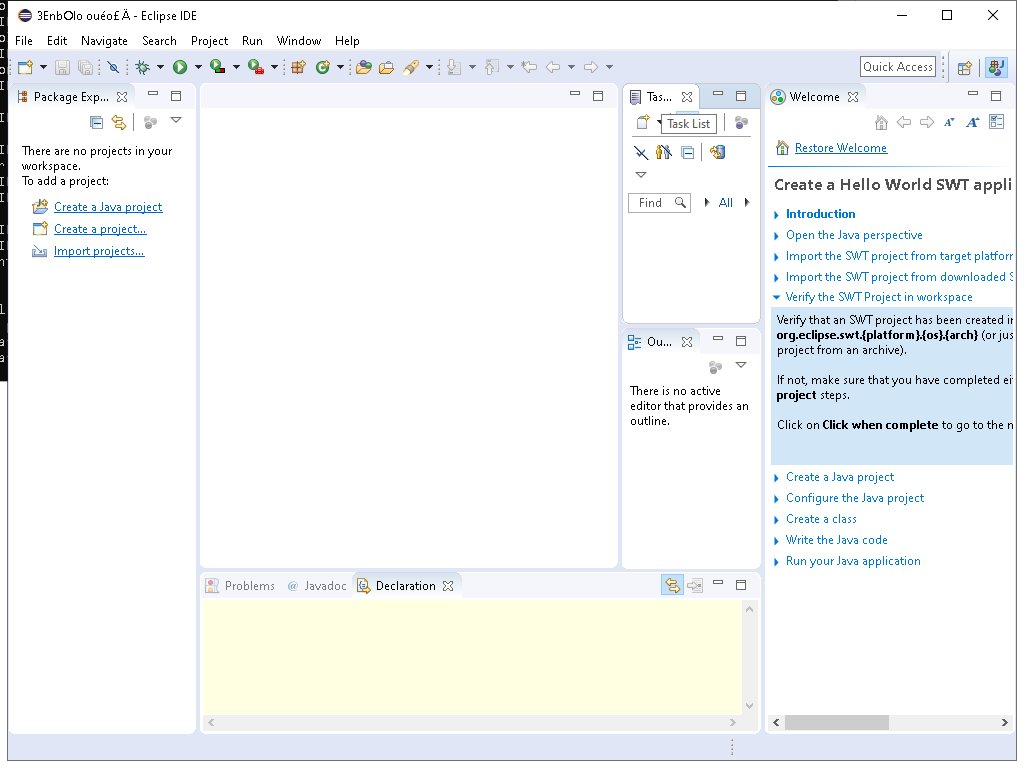 3EnbOlo ouéo£Ä - Eclipse IDE
File Edit Navigate Search Project Run Window Help
Quick Access
Package Exp...
There are no projects in your
workspace.
To add a project:
Create a Java project
Create a project...
Import projects...
Tas...
Task List
Find
All
Ou...
There is no active
editor that provides an
outline.
Problems @ Javadoc Declaration
Welcome
Restore Welcome
Create a Hello World SWT appli
Introduction
Open the Java perspective
Import the SWT project from target platfor
Import the SWT project from downloaded S
Verify the SWT Project in workspace
Verify that an SWT project has been created in
org.eclipse.swt.{platform}.{os}.{arch} (or jus
project from an archive).
If not, make sure that you have completed ei
project steps.
Click on Click when complete to go to the n
Create a Java project
Configure the Java project
Create a class
Write the Java code
Run your Java application